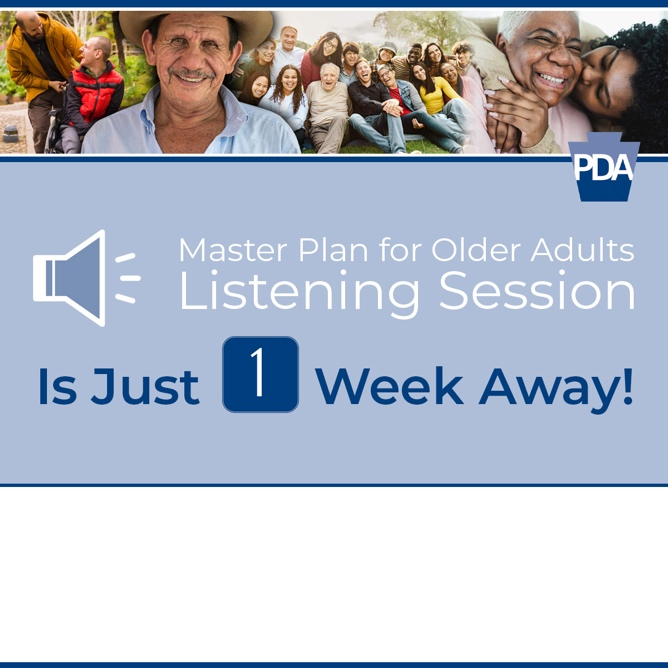 PDA
Master Plan for Older Adults
Listening Session
Is Just 1 Week Away!